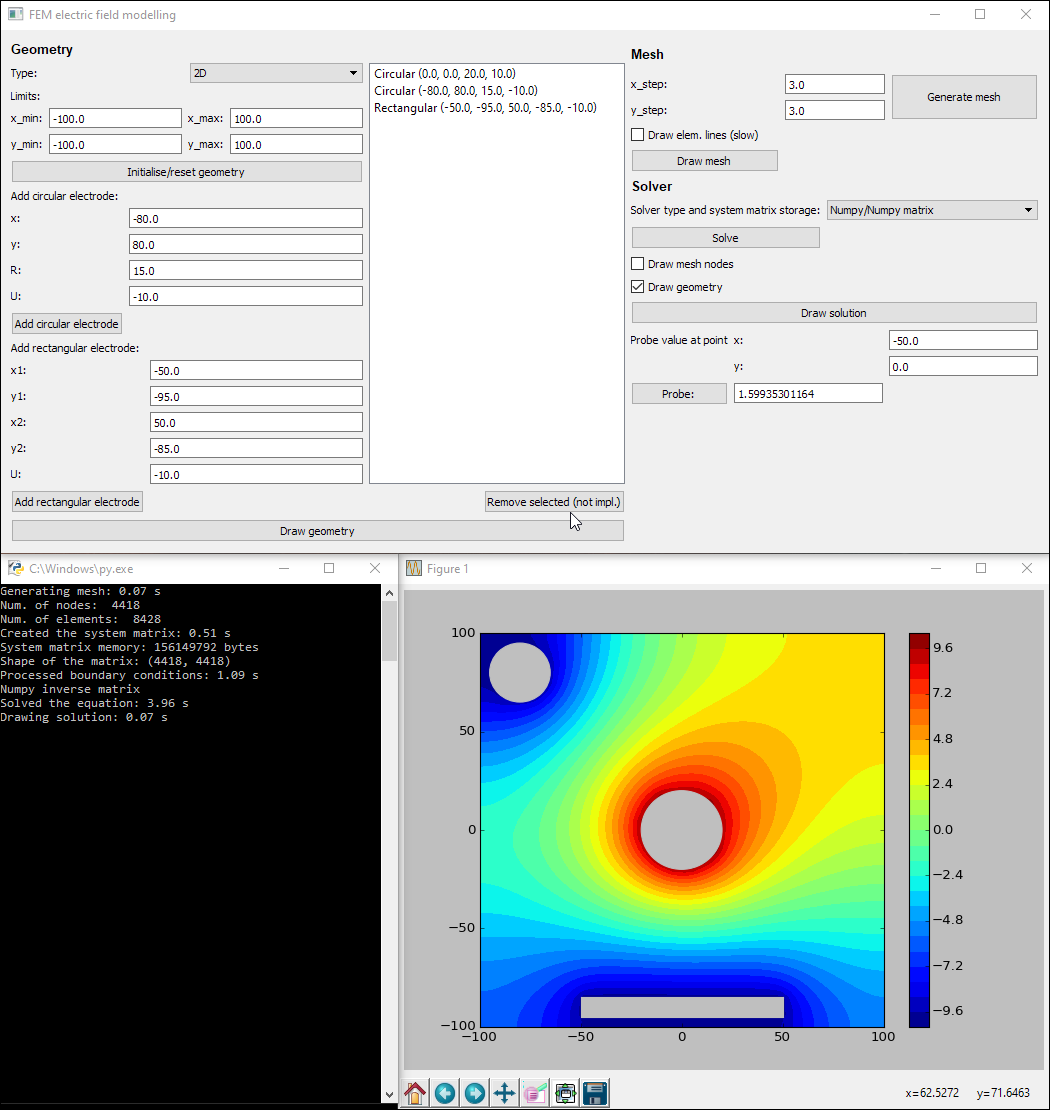 FEM electric field modelling
Geometry
Type: 2D
Limits:
x_min: -100.0 x_max: 100.0
y_min: -100.0 y_max: 100.0
Initialise/reset geometry
Add circular electrode:
x: -80.0
y: 80.0
R: 15.0
U: -10.0
Add circular electrode
Add rectangular electrode:
x1: -50.0
y1: -95.0
x2: 50.0
y2: -85.0
U: -10.0
Add rectangular electrode
Circular (0.0, 0.0, 20.0, 10.0)
Circular (-80.0, 80.0, 15.0, -10.0)
Rectangular (-50.0, -95.0, 50.0, -85.0, -10.0)
Remove selected (not impl.)
Draw geometry
Mesh
x_step: 3.0
y_step: 3.0
Generate mesh
Draw elem. lines (slow)
Draw mesh
Solver
Solver type and system matrix storage: Numpy/Numpy matrix
Solve
Draw mesh nodes
Draw geometry
Draw solution
Probe value at point x: -50.0
y: 0.0
Probe: 1.59935301164
C:\Windows\py.exe
Generating mesh: 0.07 s
Num. of nodes:  4418
Num. of elements:  8428
Created the system matrix: 0.51 s
System matrix memory: 156149792 bytes
Shape of the matrix: (4418, 4418)
Processed boundary conditions: 1.09 s
Numpy inverse matrix
Solved the equation: 3.96 s
Drawing solution: 0.07 s
Figure 1
100
50
0
−50
−100
−100 −50 0 50 100
9.6
7.2
4.8
2.4
0.0
−2.4
−4.8
−7.2
−9.6
x=62.5272 y=71.6463